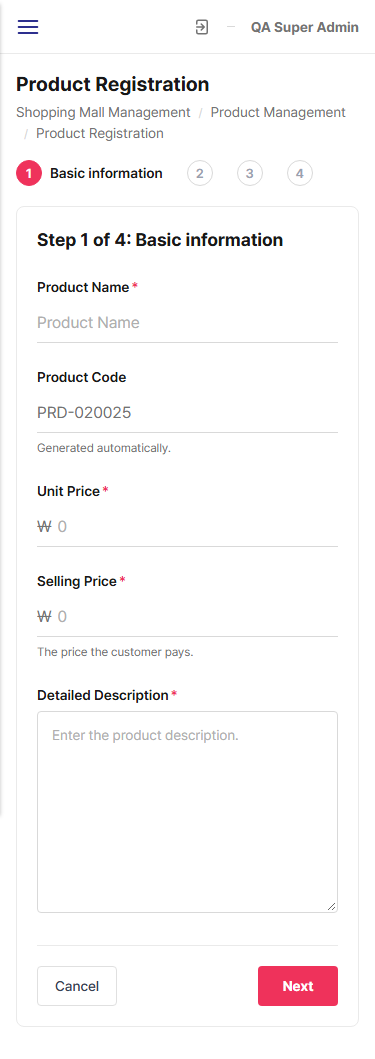 QA Super Admin
Product Registration
Shopping Mall Management / Product Management
/ Product Registration
1 Basic information 2 3 4
Step 1 of 4: Basic information
Product Name *
Product Name
Product Code
PRD-020025
Generated automatically.
Unit Price *
₩ 0
Selling Price *
₩ 0
The price the customer pays.
Detailed Description *
Enter the product description.
Cancel Next